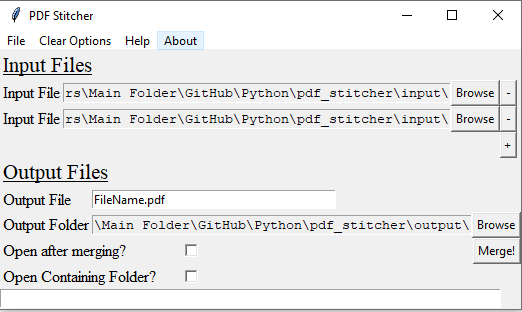 PDF Stitcher
File Clear Options Help About
Input Files
Input File rs\Main Folder\GitHub\Python\pdf_stitcher\input\ Browse -
Input File rs\Main Folder\GitHub\Python\pdf_stitcher\input\ Browse -
+
Output Files
Output File FileName.pdf
Output Folder \Main Folder\GitHub\Python\pdf_stitcher\output\ Browse
Open after merging? Merge!
Open Containing Folder?